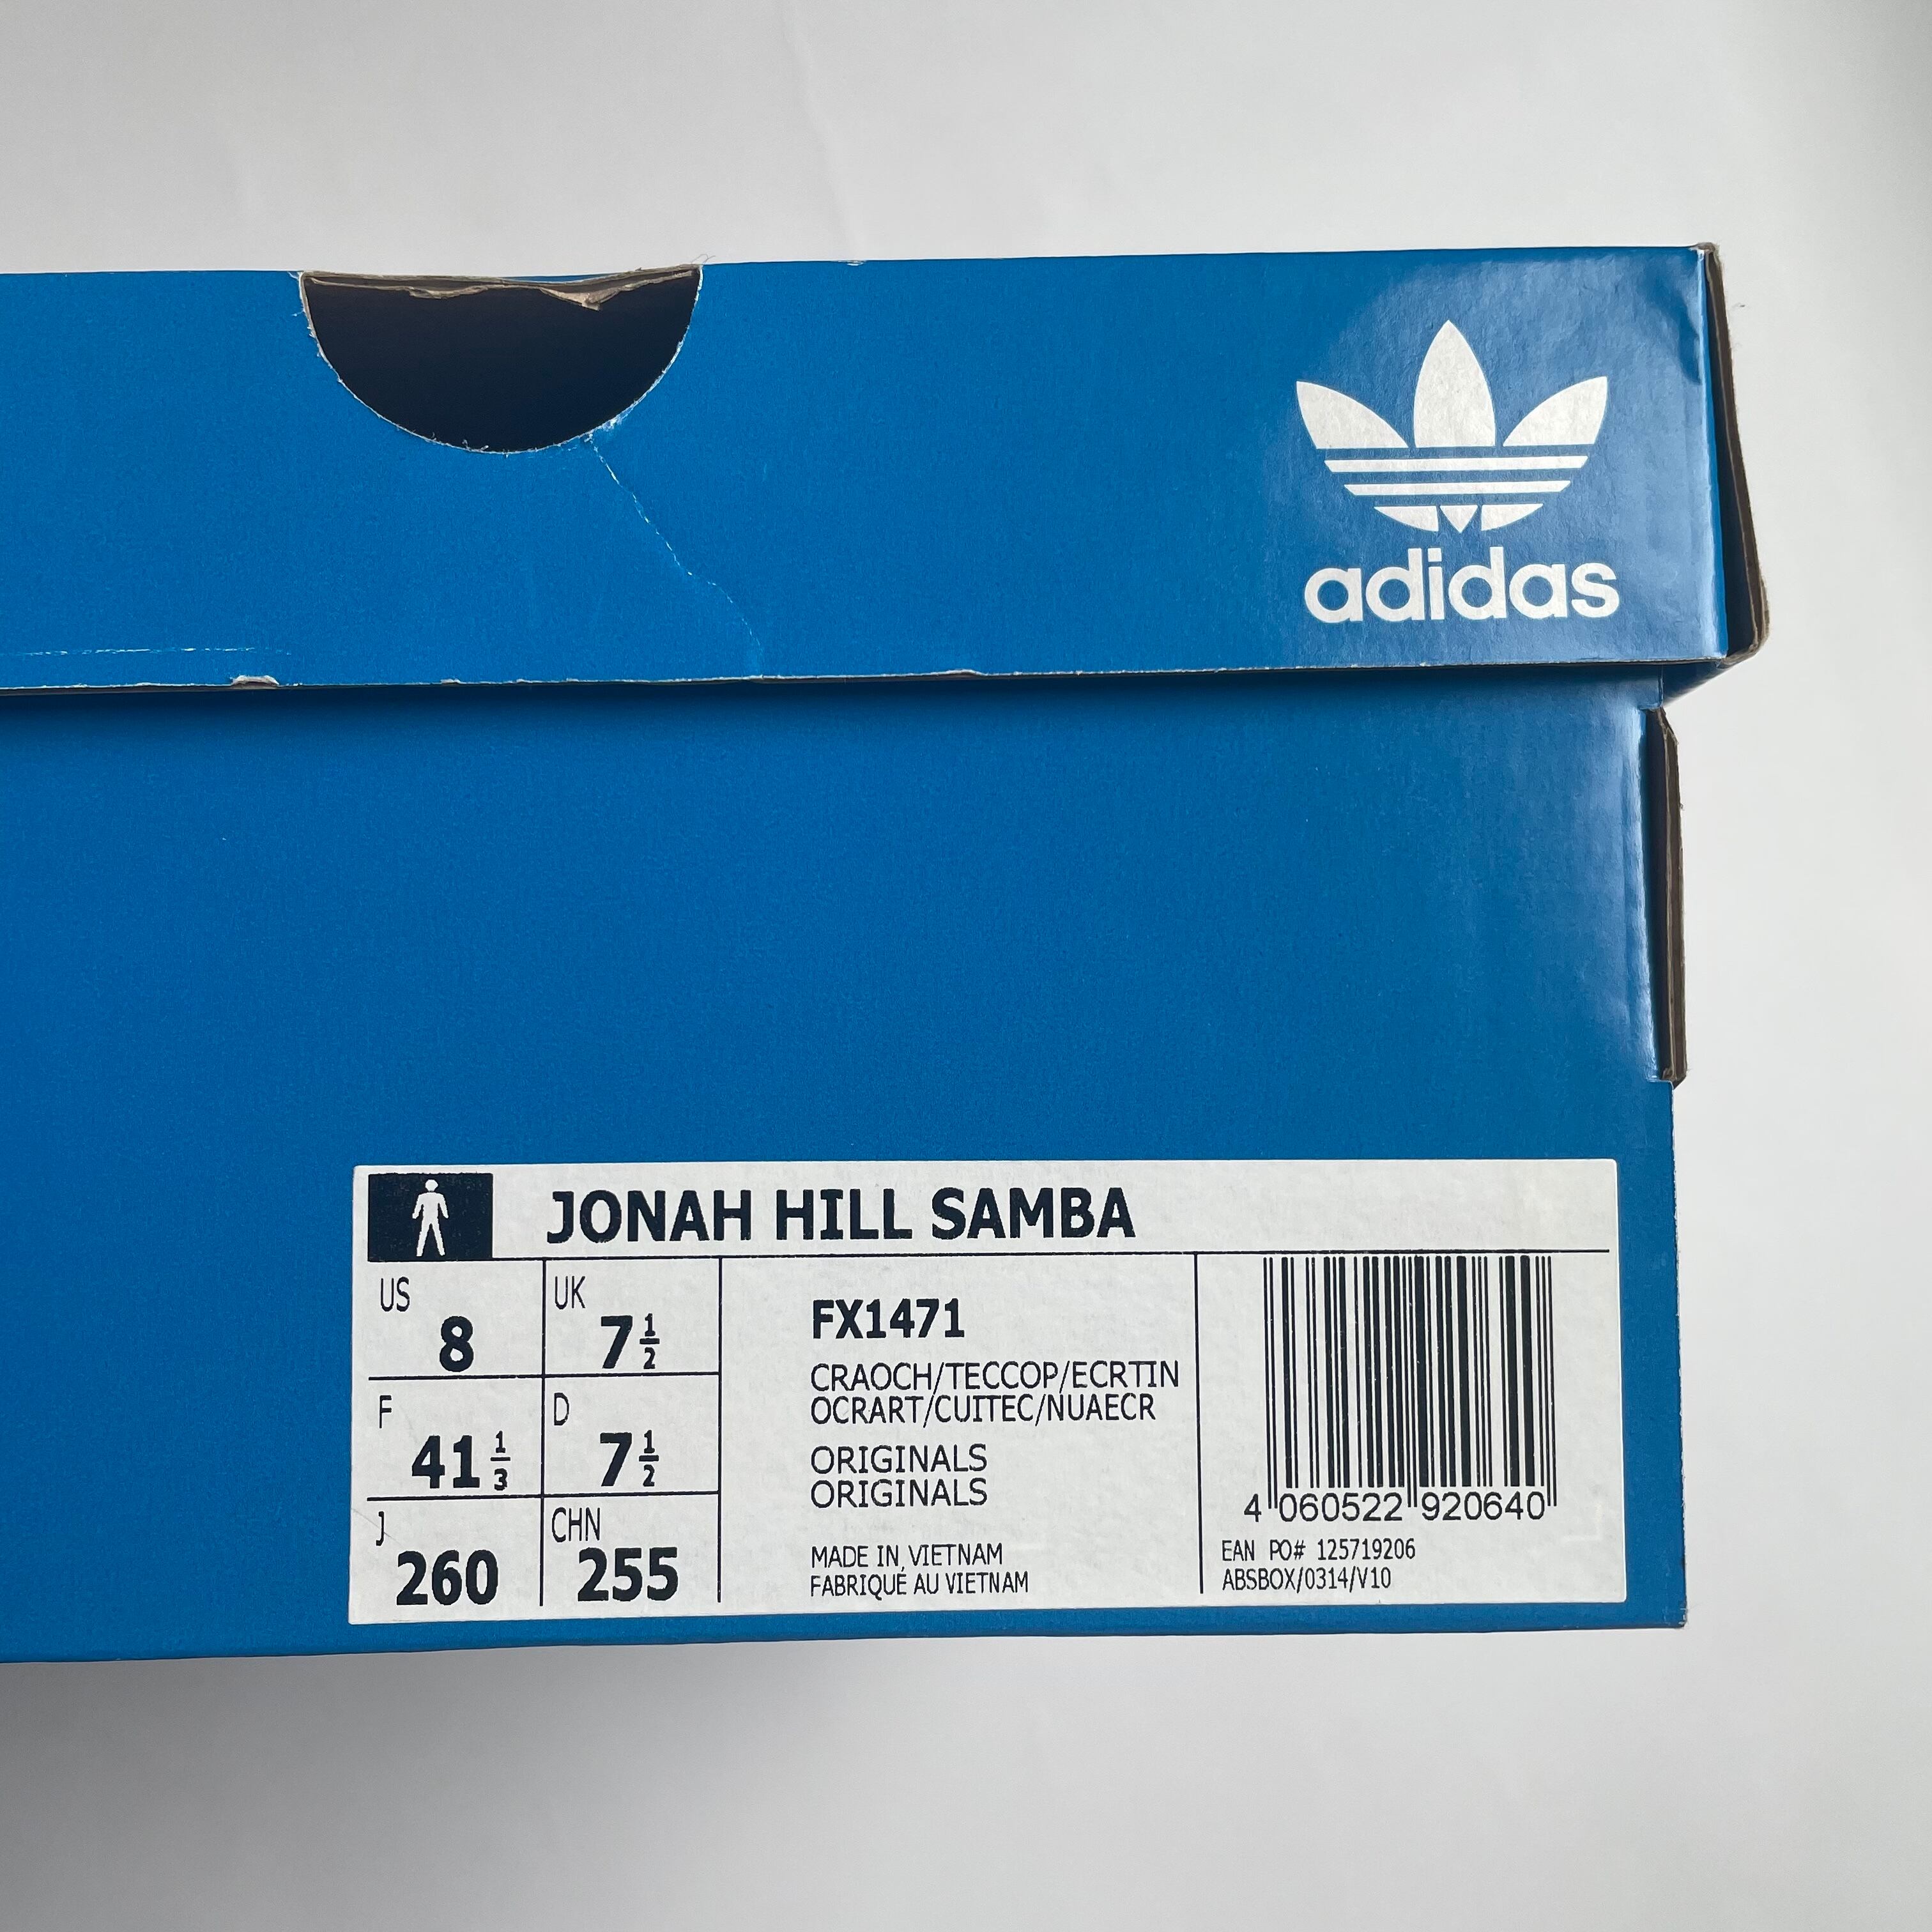 adidas
JONAH HILL SAMBA
US
8
UK
7 1/2
F
41 1/3
D
7 1/2
J
260
CHN
255
FX1471
CRAOCH/TECCOP/ECRTIN
OCRART/CUITEC/NUAECR
ORIGINALS
ORIGINALS
MADE IN VIETNAM
FABRIQUÉ AU VIETNAM
4 060522 920640
EAN PO# 125719206
ABSBOX/0314/V10